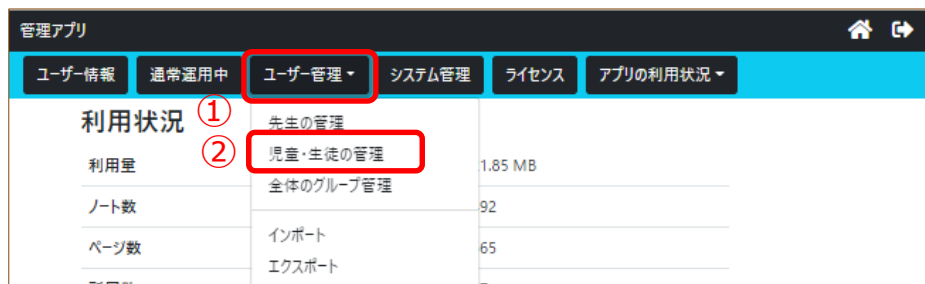 管理アプリ
ユーザー情報 通常運用中 ユーザー管理 システム管理 ライセンス アプリの利用状況
利用状況 ① 先生の管理
② 児童・生徒の管理
利用量 1.85 MB
全体のグループ管理
ノート数 92
インポート
ページ数 65
エクスポート